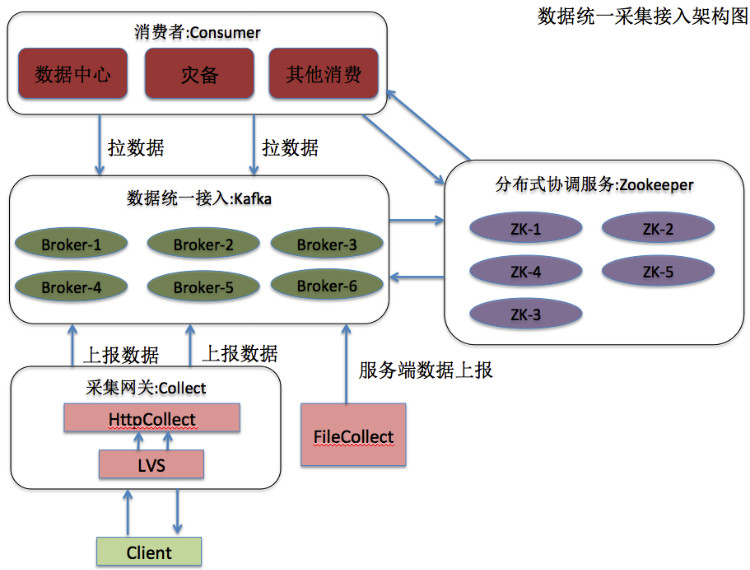 数据统一采集接入架构图
消费者:Consumer
数据中心
灾备
其他消费
拉数据
拉数据
数据统一接入:Kafka
Broker-1
Broker-2
Broker-3
Broker-4
Broker-5
Broker-6
分布式协调服务:Zookeeper
ZK-1
ZK-2
ZK-4
ZK-5
ZK-3
上报数据
上报数据
服务端数据上报
采集网关:Collect
HttpCollect
LVS
FileCollect
Client